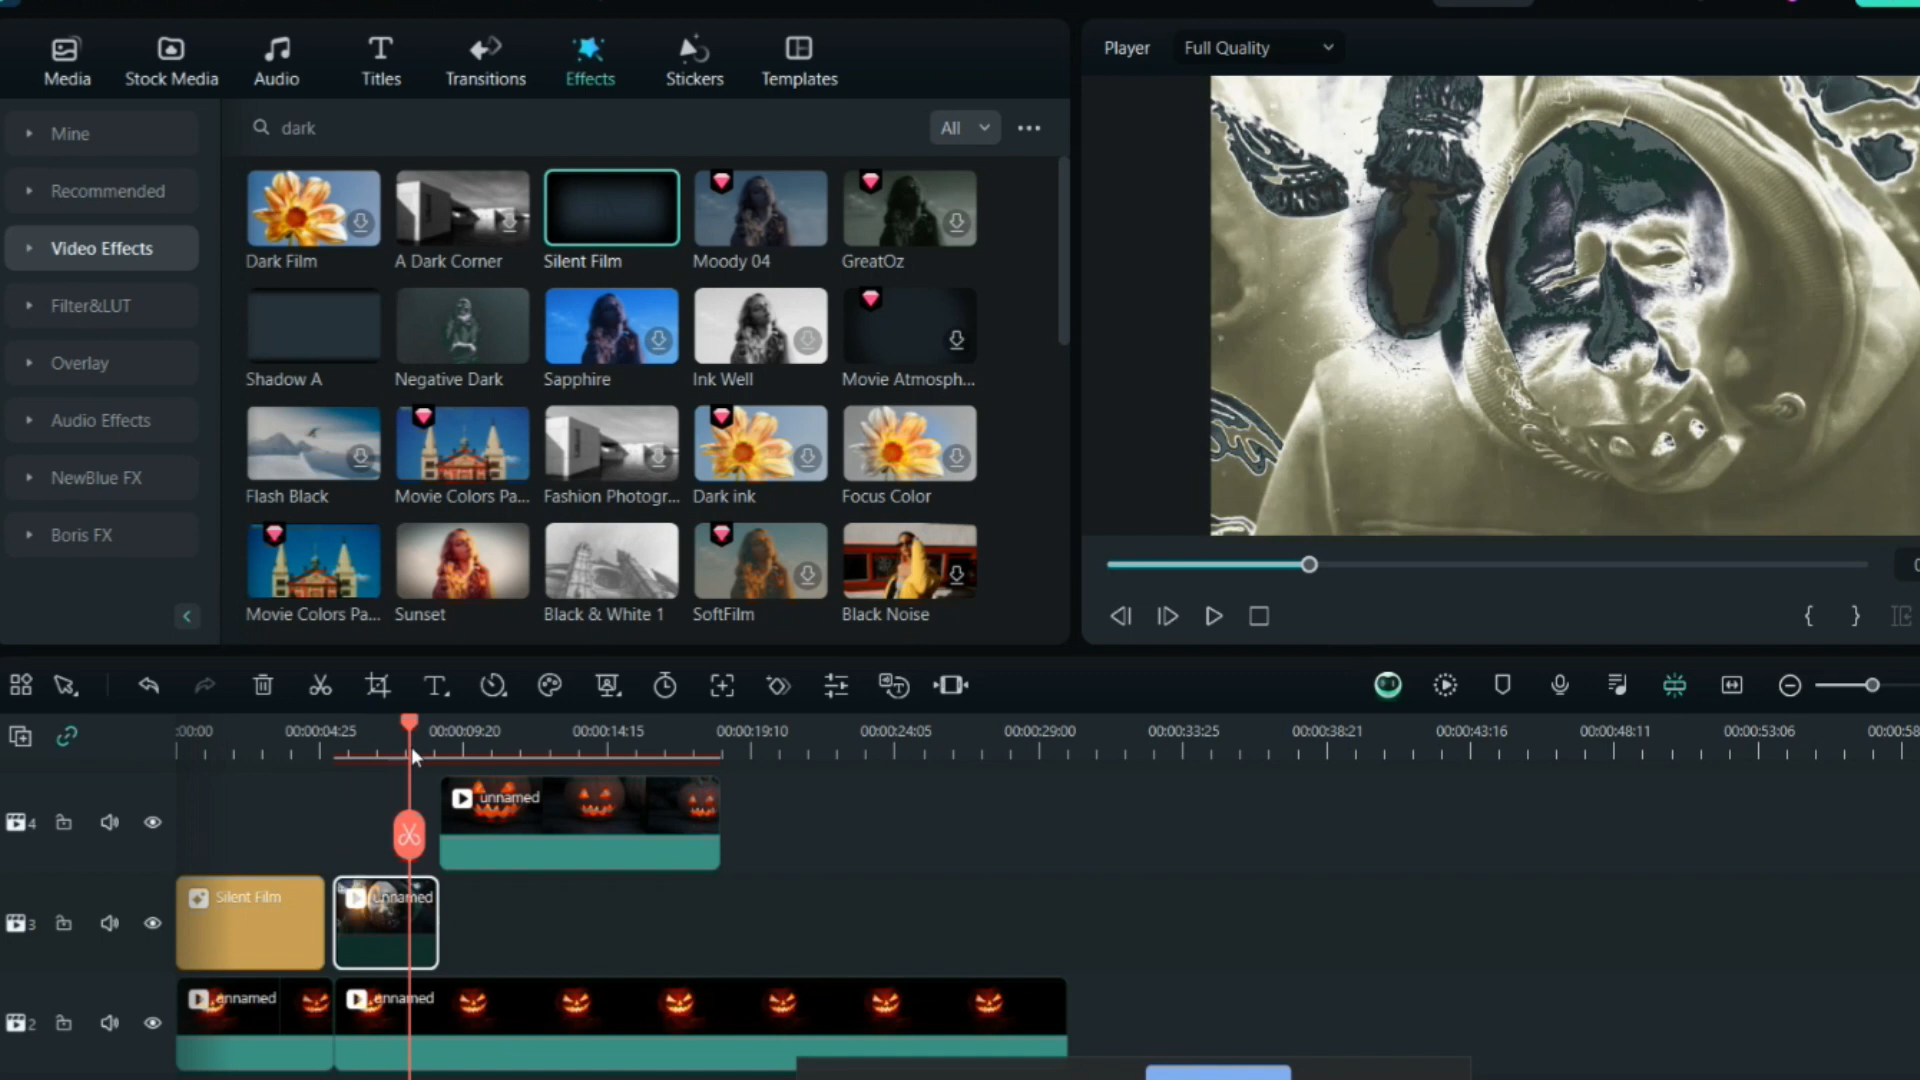 Media
Stock Media
Audio
Titles
Transitions
Effects
Stickers
Templates
Player
Full Quality
Mine
Recommended
Video Effects
Filter&LUT
Overlay
Audio Effects
NewBlue FX
Boris FX
dark
All
Dark Film
A Dark Corner
Silent Film
Moody 04
GreatOz
Shadow A
Negative Dark
Sapphire
Ink Well
Movie Atmosph...
Flash Black
Movie Colors Pa...
Fashion Photogr...
Dark ink
Focus Color
Movie Colors Pa...
Sunset
Black & White 1
SoftFilm
Black Noise
:00:00
00:00:04:25
00:00:09:20
00:00:14:15
00:00:19:10
00:00:24:05
00:00:29:00
00:00:33:25
00:00:38:21
00:00:43:16
00:00:48:11
00:00:53:06
00:00:58
4
unnamed
3
Silent Film
unnamed
2
unnamed
unnamed